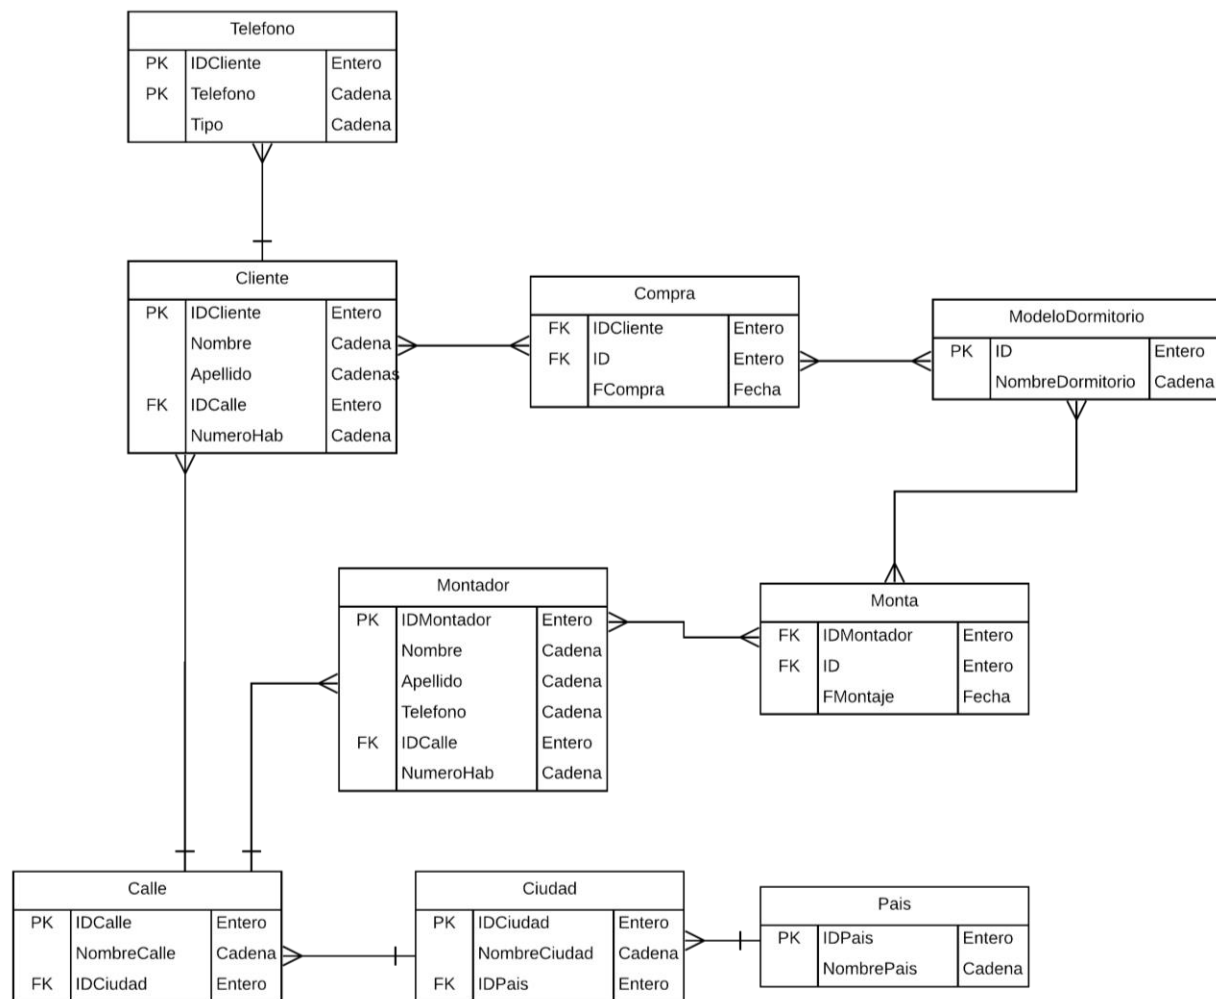 Telefono
PK IDCliente Entero
PK Telefono Cadena
Tipo Cadena
Cliente
PK IDCliente Entero
Nombre Cadena
Apellido Cadenas
FK IDCalle Entero
NumeroHab Cadena
Compra
FK IDCliente Entero
FK ID Entero
FCompra Fecha
ModeloDormitorio
PK ID Entero
NombreDormitorio Cadena
Montador
PK IDMontador Entero
Nombre Cadena
Apellido Cadena
Telefono Cadena
FK IDCalle Entero
NumeroHab Cadena
Monta
FK IDMontador Entero
FK ID Entero
FMontaje Fecha
Calle
PK IDCalle Entero
NombreCalle Cadena
FK IDCiudad Entero
Ciudad
PK IDCiudad Entero
NombreCiudad Cadena
FK IDPais Entero
Pais
PK IDPais Entero
NombrePais Cadena